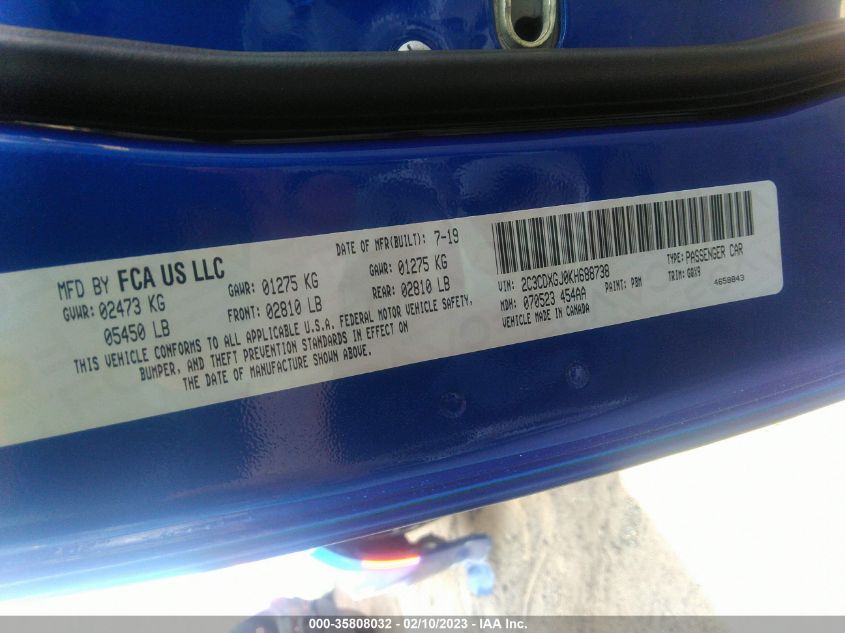 MFD BY FCA US LLC
DATE OF MFR(BUILT): 7-19
GVWR: 02473 KG
05450 LB
GAWR: 01275 KG
FRONT: 02810 LB
GAWR: 01275 KG
REAR: 02810 LB
THIS VEHICLE CONFORMS TO ALL APPLICABLE U.S.A. FEDERAL MOTOR VEHICLE SAFETY,
BUMPER, AND THEFT PREVENTION STANDARDS IN EFFECT ON
THE DATE OF MANUFACTURE SHOWN ABOVE.
VIN: 2C3CDXGJ0KH688738
TYPE: PASSENGER CAR
MDH: 070523 454AA
PAINT: PBM
TRIM: GQX9
VEHICLE MADE IN CANADA
4658843
000-35808032 - 02/10/2023 - IAA Inc.